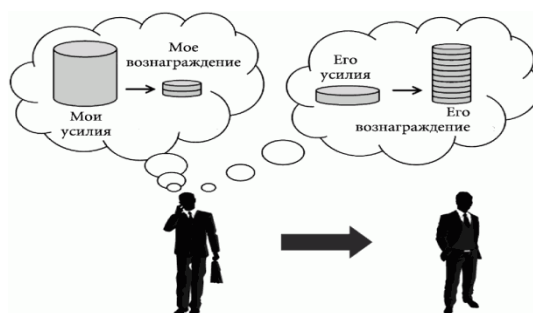 Мое
вознаграждение
Мои
усилия
Его
усилия
Его
вознаграждение